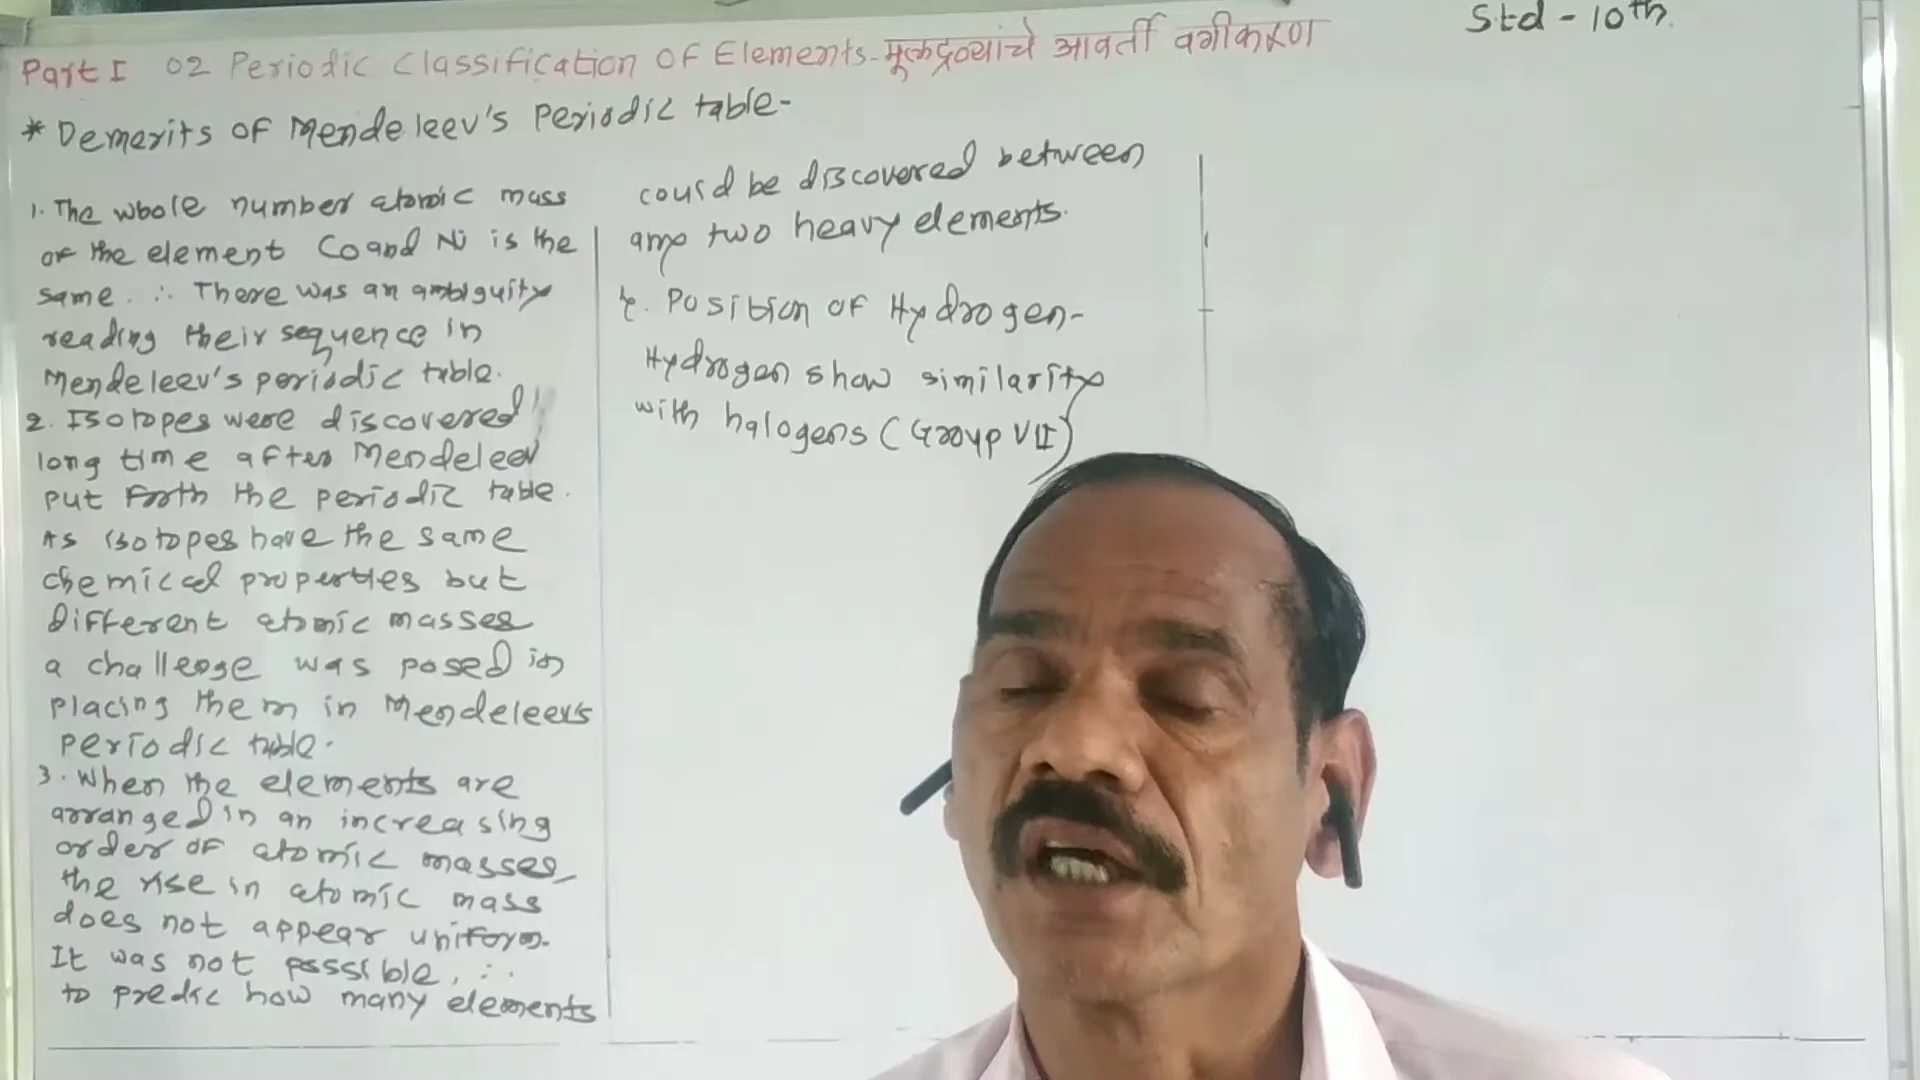 Std - 10th.
Part I 02 Periodic Classification OF Elements - मूलद्रव्यांचे आवर्ती वर्गीकरण
* Demerits of Mendeleev's Periodic table-
1. The whole number atomic mass
of the element Co and Ni is the
same. ∴ There was an ambiguity
reading their sequence in
Mendeleev's periodic table.
2. Isotopes were discovered
long time after Mendeleev
put forth the periodic table.
As isotopes have the same
chemical properties but
different atomic masses
a challenge was posed in
placing them in Mendeleev's
periodic table.
3. When the elements are
arranged in an increasing
order of atomic masses,
the rise in atomic mass
does not appear uniform.
It was not possible, ∴
to predic how many elements
could be discovered between
any two heavy elements.
4. Position of Hydrogen-
Hydrogen show similarity
with halogens (Group VII)